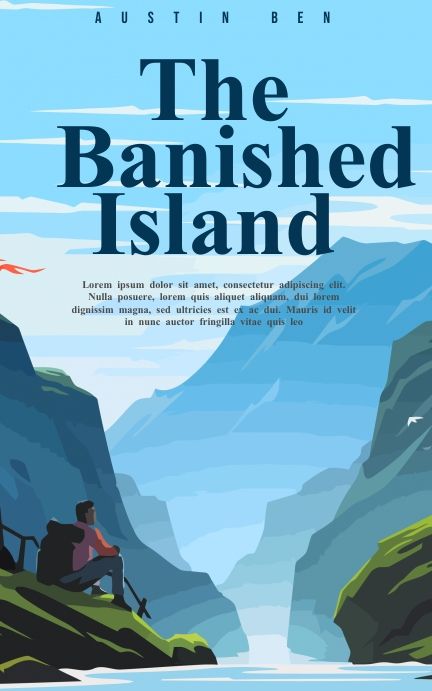 AUSTIN BEN
The
Banished
Island
Lorem ipsum dolor sit amet, consectetur adipiscing elit.
Nulla posuere, lorem quis aliquet aliquam, dui lorem
dignissim magna, sed ultricies est ex ac dui. Mauris id velit
in nunc auctor fringilla vitae quis leo